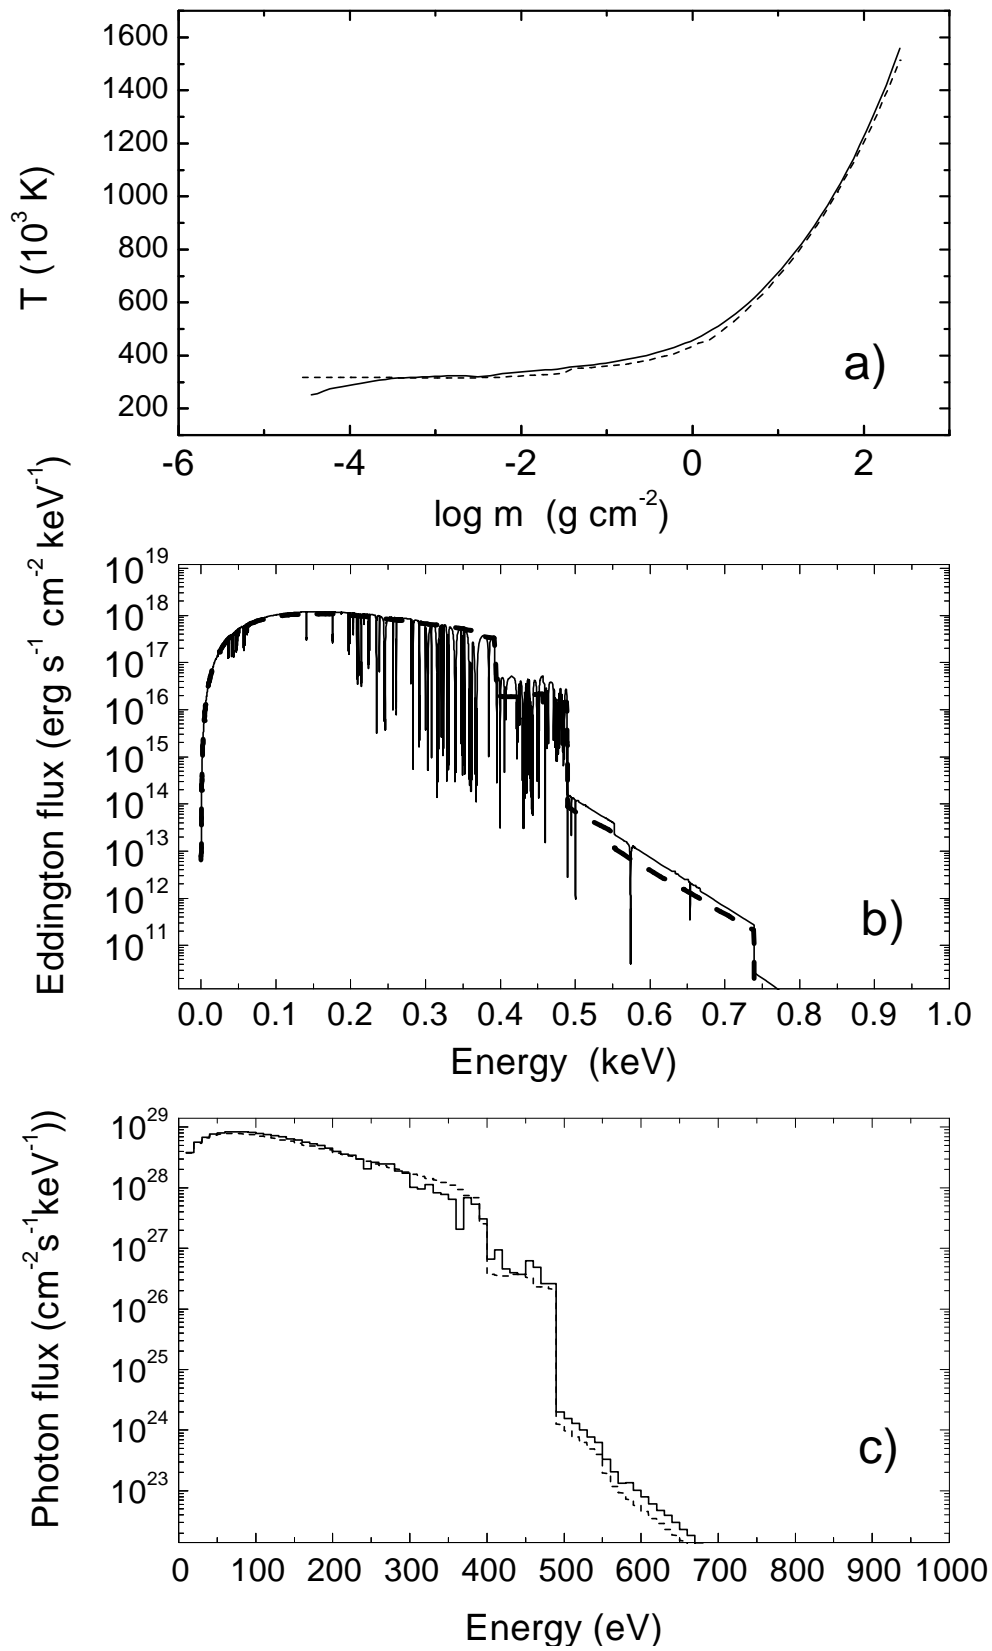 1600
1400
1200
1000
800
600
400
200
T (10³ K)
a)
-6 -4 -2 0 2
log m (g cm⁻²)
10¹⁹
10¹⁸
10¹⁷
10¹⁶
10¹⁵
10¹⁴
10¹³
10¹²
10¹¹
Eddington flux (erg s⁻¹ cm⁻² keV⁻¹)
b)
0.0 0.1 0.2 0.3 0.4 0.5 0.6 0.7 0.8 0.9 1.0
Energy (keV)
10²⁹
10²⁸
10²⁷
10²⁶
10²⁵
10²⁴
10²³
Photon flux (cm⁻²s⁻¹keV⁻¹))
c)
0 100 200 300 400 500 600 700 800 900 1000
Energy (eV)